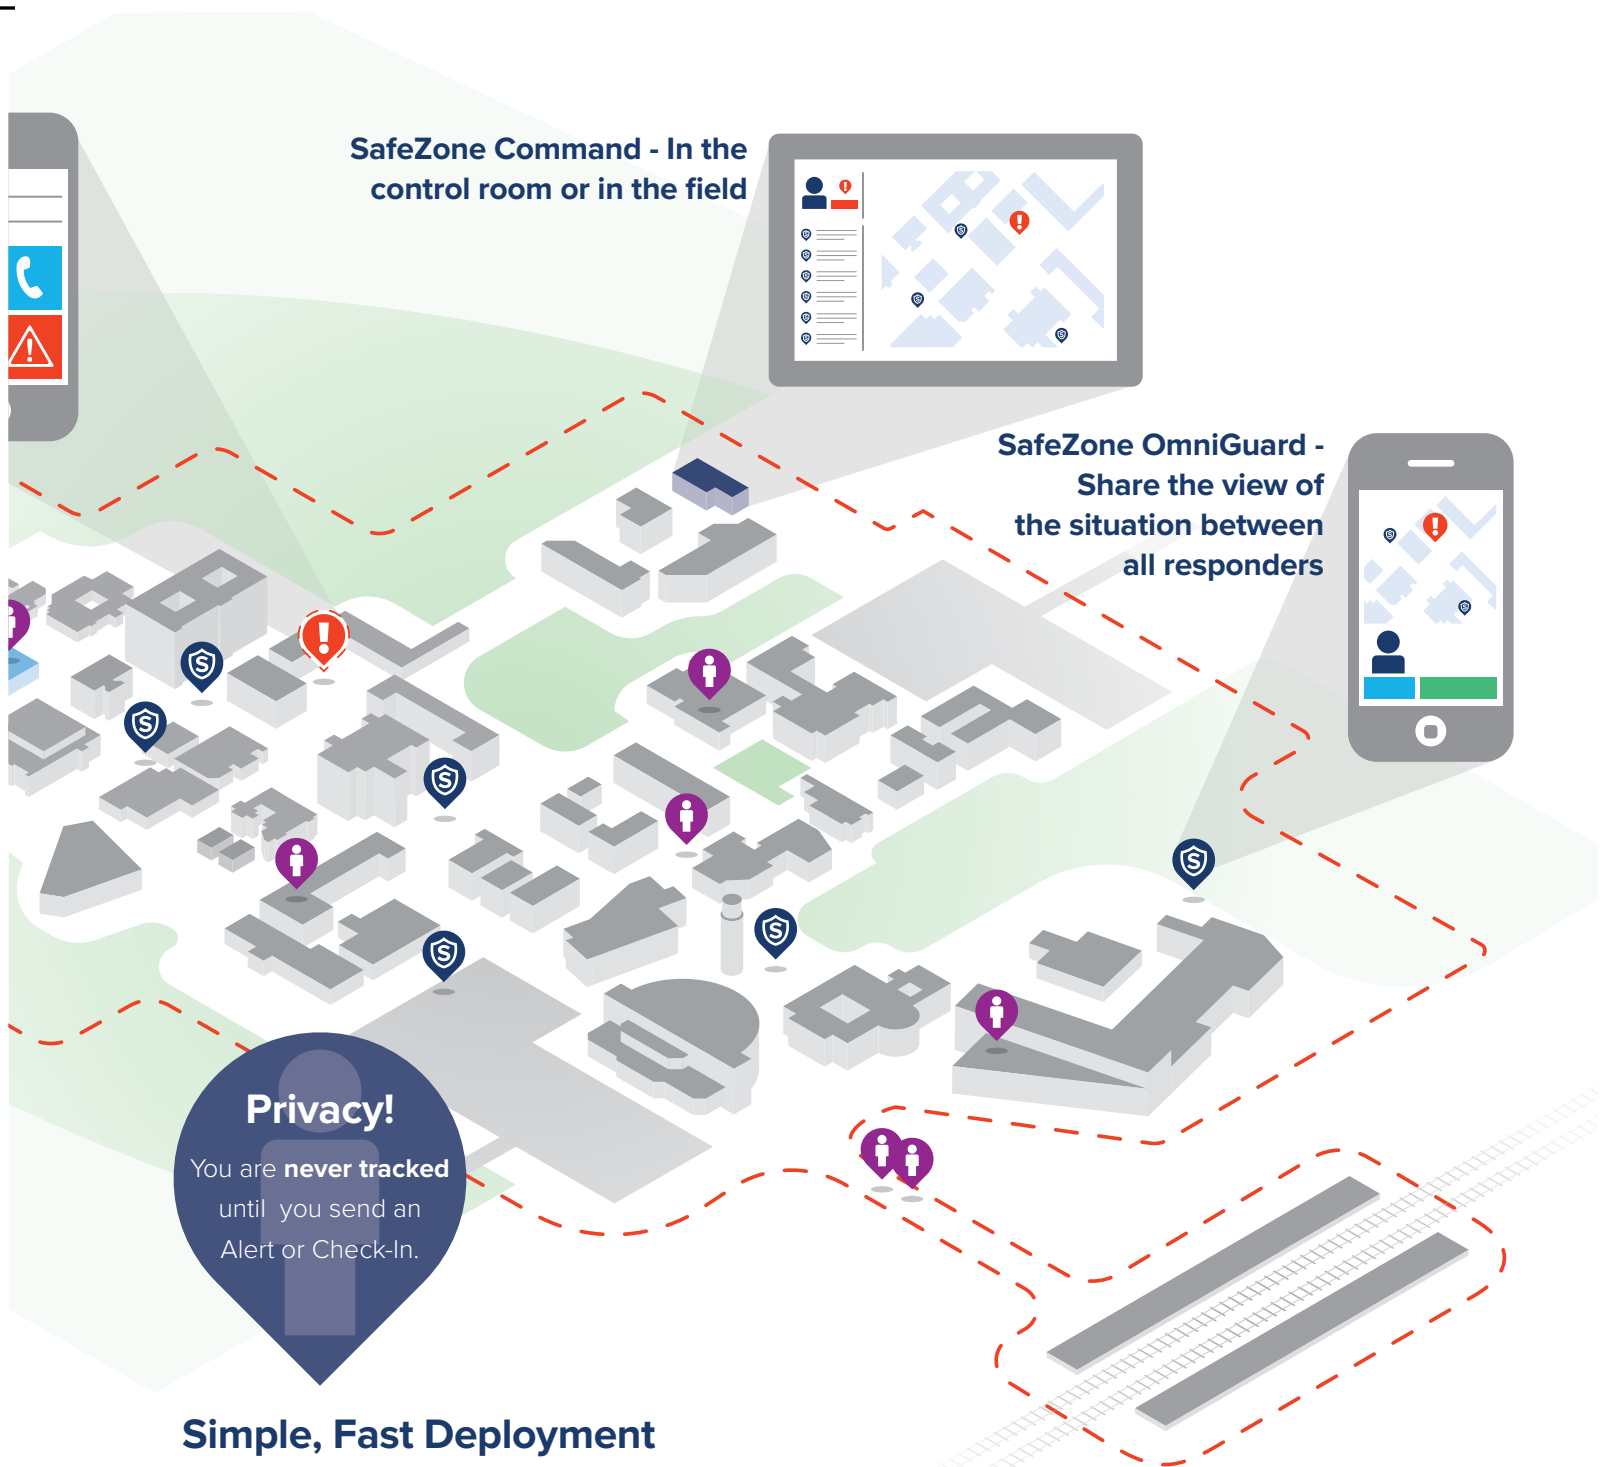 SafeZone Command - In the
control room or in the field
SafeZone OmniGuard -
Share the view of
the situation between
all responders
Privacy!
You are never tracked
until you send an
Alert or Check-In.
Simple, Fast Deployment